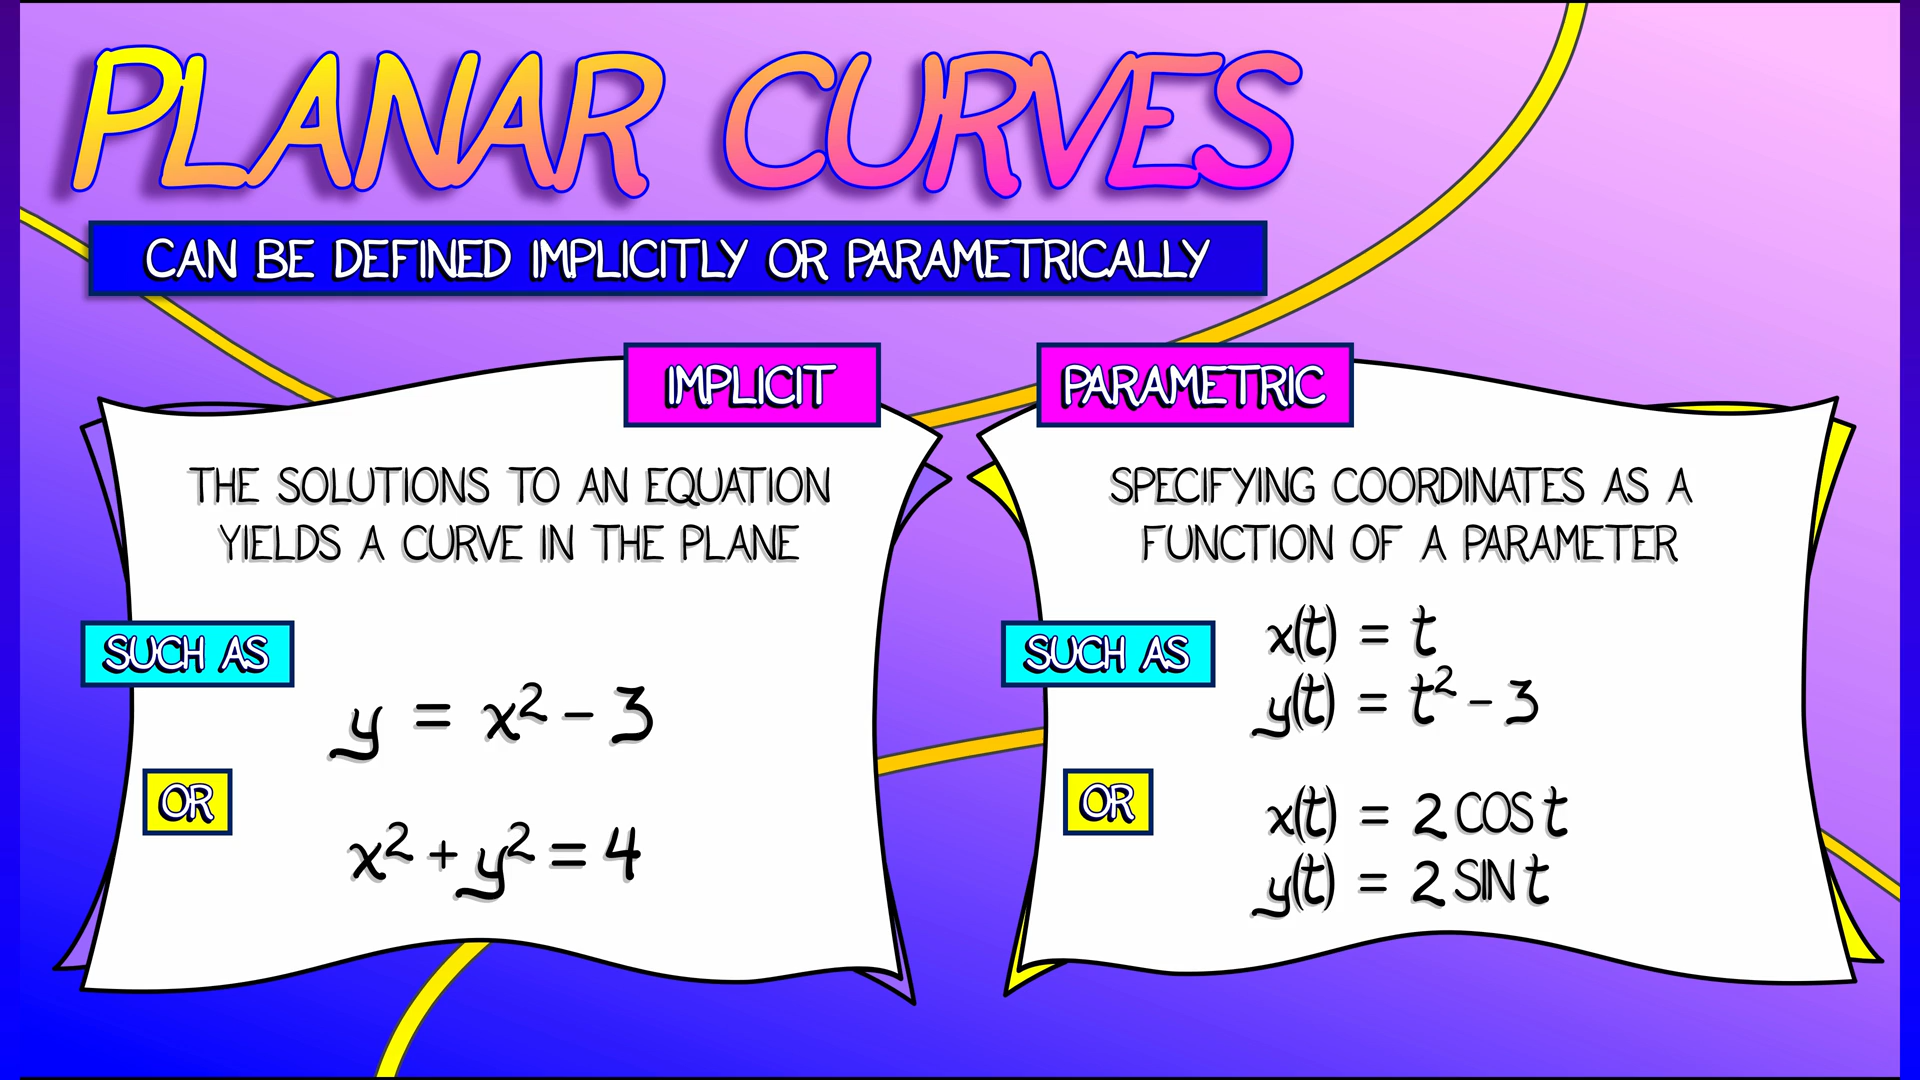 PLANAR CURVES
CAN BE DEFINED IMPLICITLY OR PARAMETRICALLY
IMPLICIT
THE SOLUTIONS TO AN EQUATION
YIELDS A CURVE IN THE PLANE
SUCH AS
y = x² - 3
OR
x² + y² = 4
PARAMETRIC
SPECIFYING COORDINATES AS A
FUNCTION OF A PARAMETER
SUCH AS
x(t) = t
y(t) = t² - 3
OR
x(t) = 2 COS t
y(t) = 2 SIN t